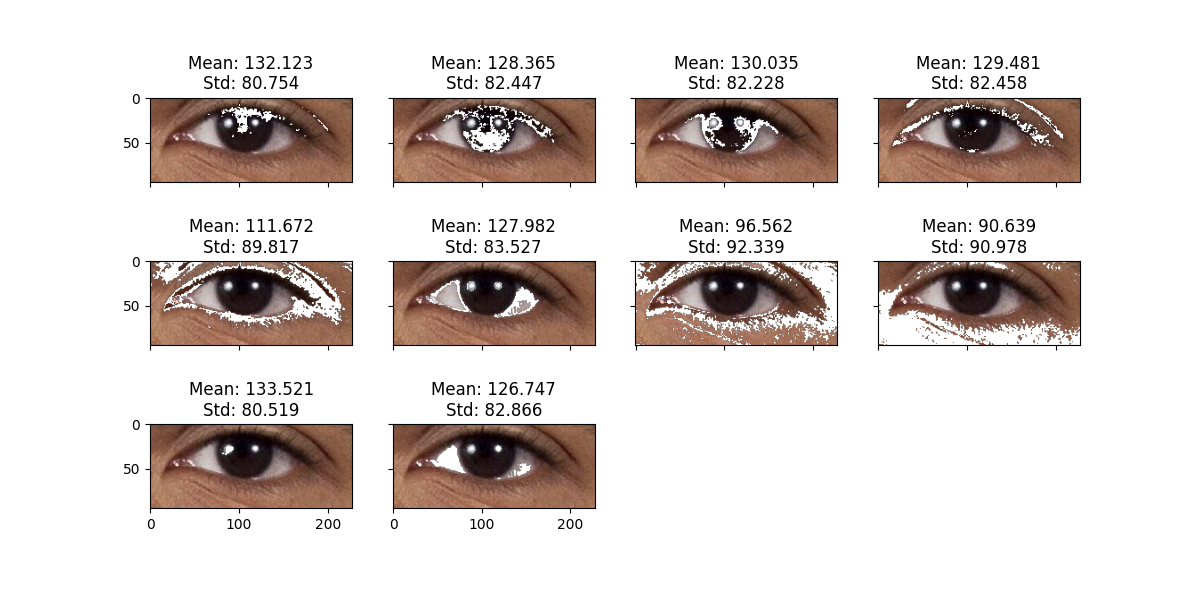 Mean: 132.123
Std: 80.754
Mean: 128.365
Std: 82.447
Mean: 130.035
Std: 82.228
Mean: 129.481
Std: 82.458
0
50
Mean: 111.672
Std: 89.817
Mean: 127.982
Std: 83.527
Mean: 96.562
Std: 92.339
Mean: 90.639
Std: 90.978
0
50
Mean: 133.521
Std: 80.519
Mean: 126.747
Std: 82.866
0
50
0 100 200
0 100 200